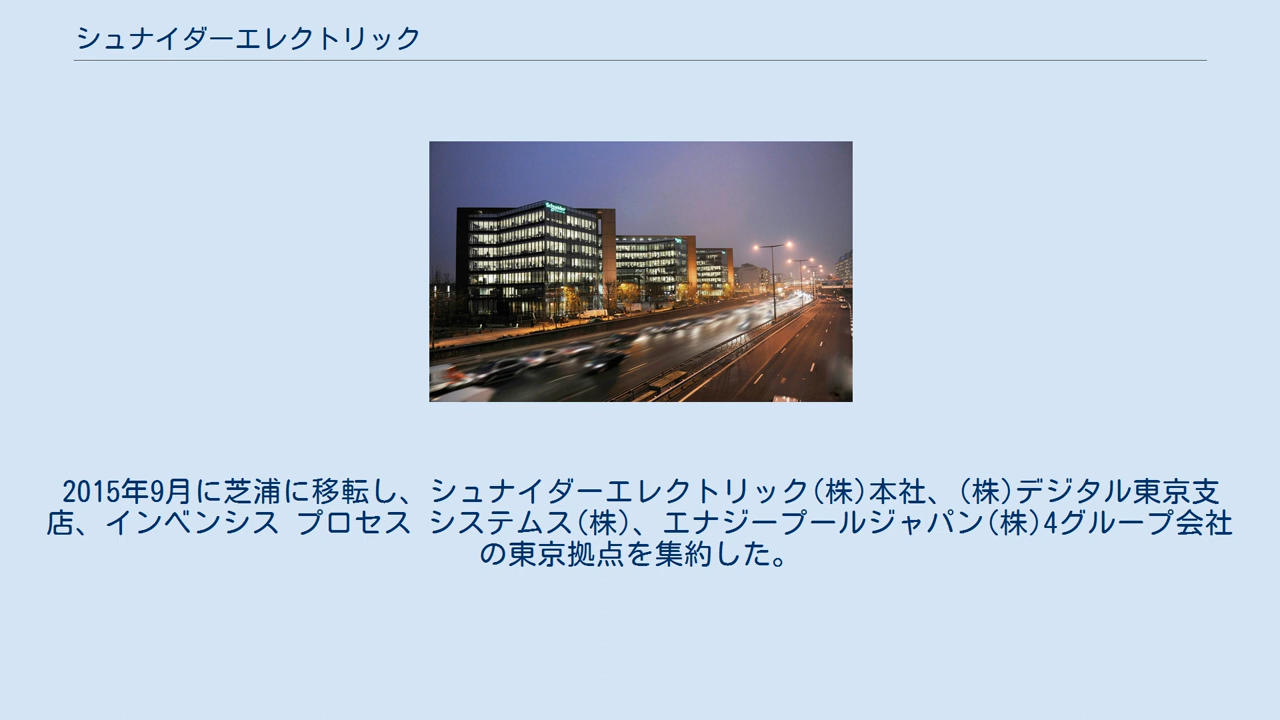 シュナイダーエレクトリック
Schneider
2015年9月に芝浦に移転し、シュナイダーエレクトリック(株)本社、(株)デジタル東京支
店、インベンシス プロセス システムス(株)、エナジープールジャパン(株)4グループ会社
の東京拠点を集約した。